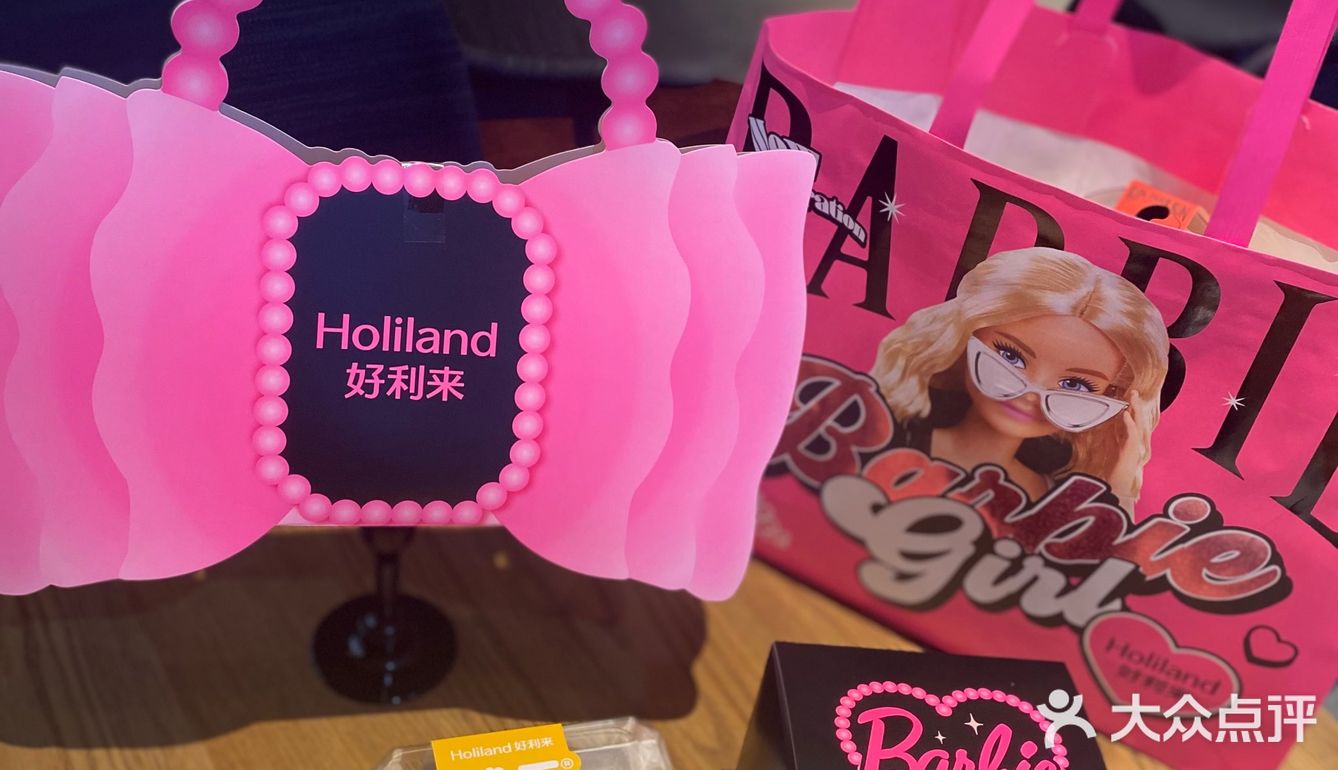 Holiland
好利来
BARBIE
Barbie
Girl
Holiland
好利来
Holiland 好利来
Barbie
大众点评